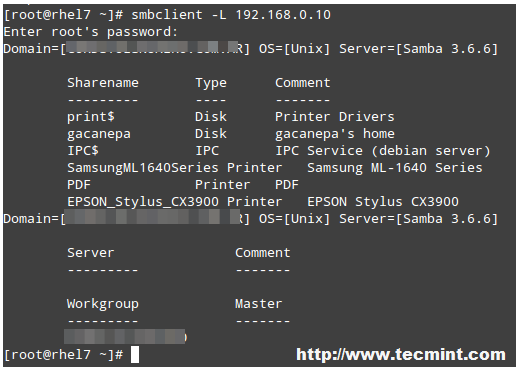 [root@rhel7 ~]# smbclient -L 192.168.0.10
Enter root's password:
Domain=[ R] OS=[Unix] Server=[Samba 3.6.6]
Sharename Type Comment
--------- ---- -------
print$ Disk Printer Drivers
gacanepa Disk gacanepa's home
IPC$ IPC IPC Service (debian server)
SamsungML1640Series Printer Samsung ML-1640 Series
PDF Printer PDF
EPSON_Stylus_CX3900 Printer EPSON Stylus CX3900
Domain=[ R] OS=[Unix] Server=[Samba 3.6.6]
Server Comment
--------- -------
Workgroup Master
--------- -------
[root@rhel7 ~]#
http://www.tecmint.com